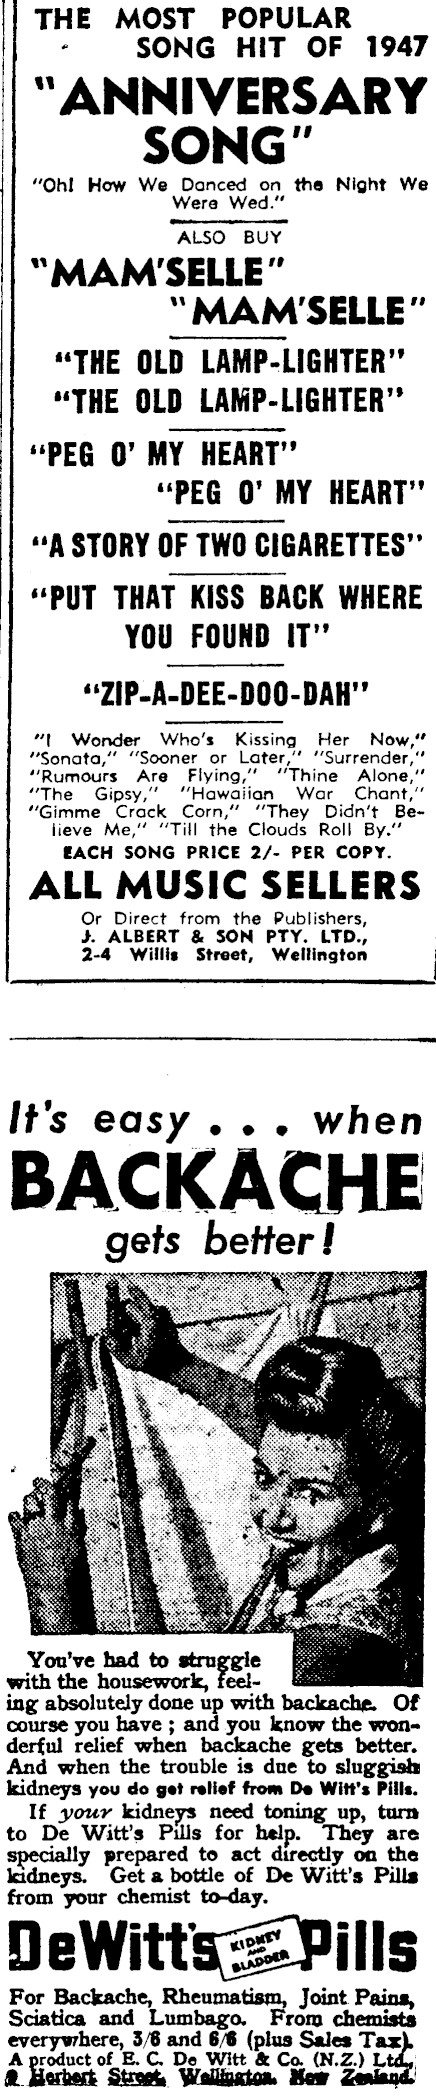 THE MOST POPULAR
SONG HIT OF 1947
"ANNIVERSARY
SONG"
"Oh! How We Danced on the Night We
Were Wed."
ALSO BUY
"MAM'SELLE"
"MAM'SELLE"
"THE OLD LAMP-LIGHTER"
"THE OLD LAMP-LIGHTER"
"PEG O' MY HEART"
"PEG O' MY HEART"
"A STORY OF TWO CIGARETTES"
"PUT THAT KISS BACK WHERE
YOU FOUND IT"
"ZIP-A-DEE-DOO-DAH"
"I Wonder Who's Kissing Her Now,"
"Sonata," "Sooner or Later," "Surrender,"
"Rumours Are Flying," "Thine Alone,"
"The Gipsy," "Hawaiian War Chant,"
"Gimme Crack Corn," "They Didn't Be-
lieve Me," "Till the Clouds Roll By."
EACH SONG PRICE 2/- PER COPY.
ALL MUSIC SELLERS
Or Direct from the Publishers,
J. ALBERT & SON PTY. LTD.,
2-4 Willis Street, Wellington
It's easy . . . when
BACKACHE
gets better!
You've had to struggle
with the housework, feel-
ing absolutely done up with backache. Of
course you have ; and you know the won-
derful relief when backache gets better.
And when the trouble is due to sluggish
kidneys you do get relief from De Witt's Pills.
If your kidneys need toning up, turn
to De Witt's Pills for help. They are
specially prepared to act directly on the
kidneys. Get a bottle of De Witt's Pills
from your chemist to-day.
DeWitt's KIDNEY AND BLADDER Pills
For Backache, Rheumatism, Joint Pains,
Sciatica and Lumbago. From chemists
everywhere, 3/6 and 6/6 (plus Sales Tax).
A product of E. C. De Witt & Co. (N.Z.) Ltd.,
9 Herbert Street, Wellington, New Zealand.